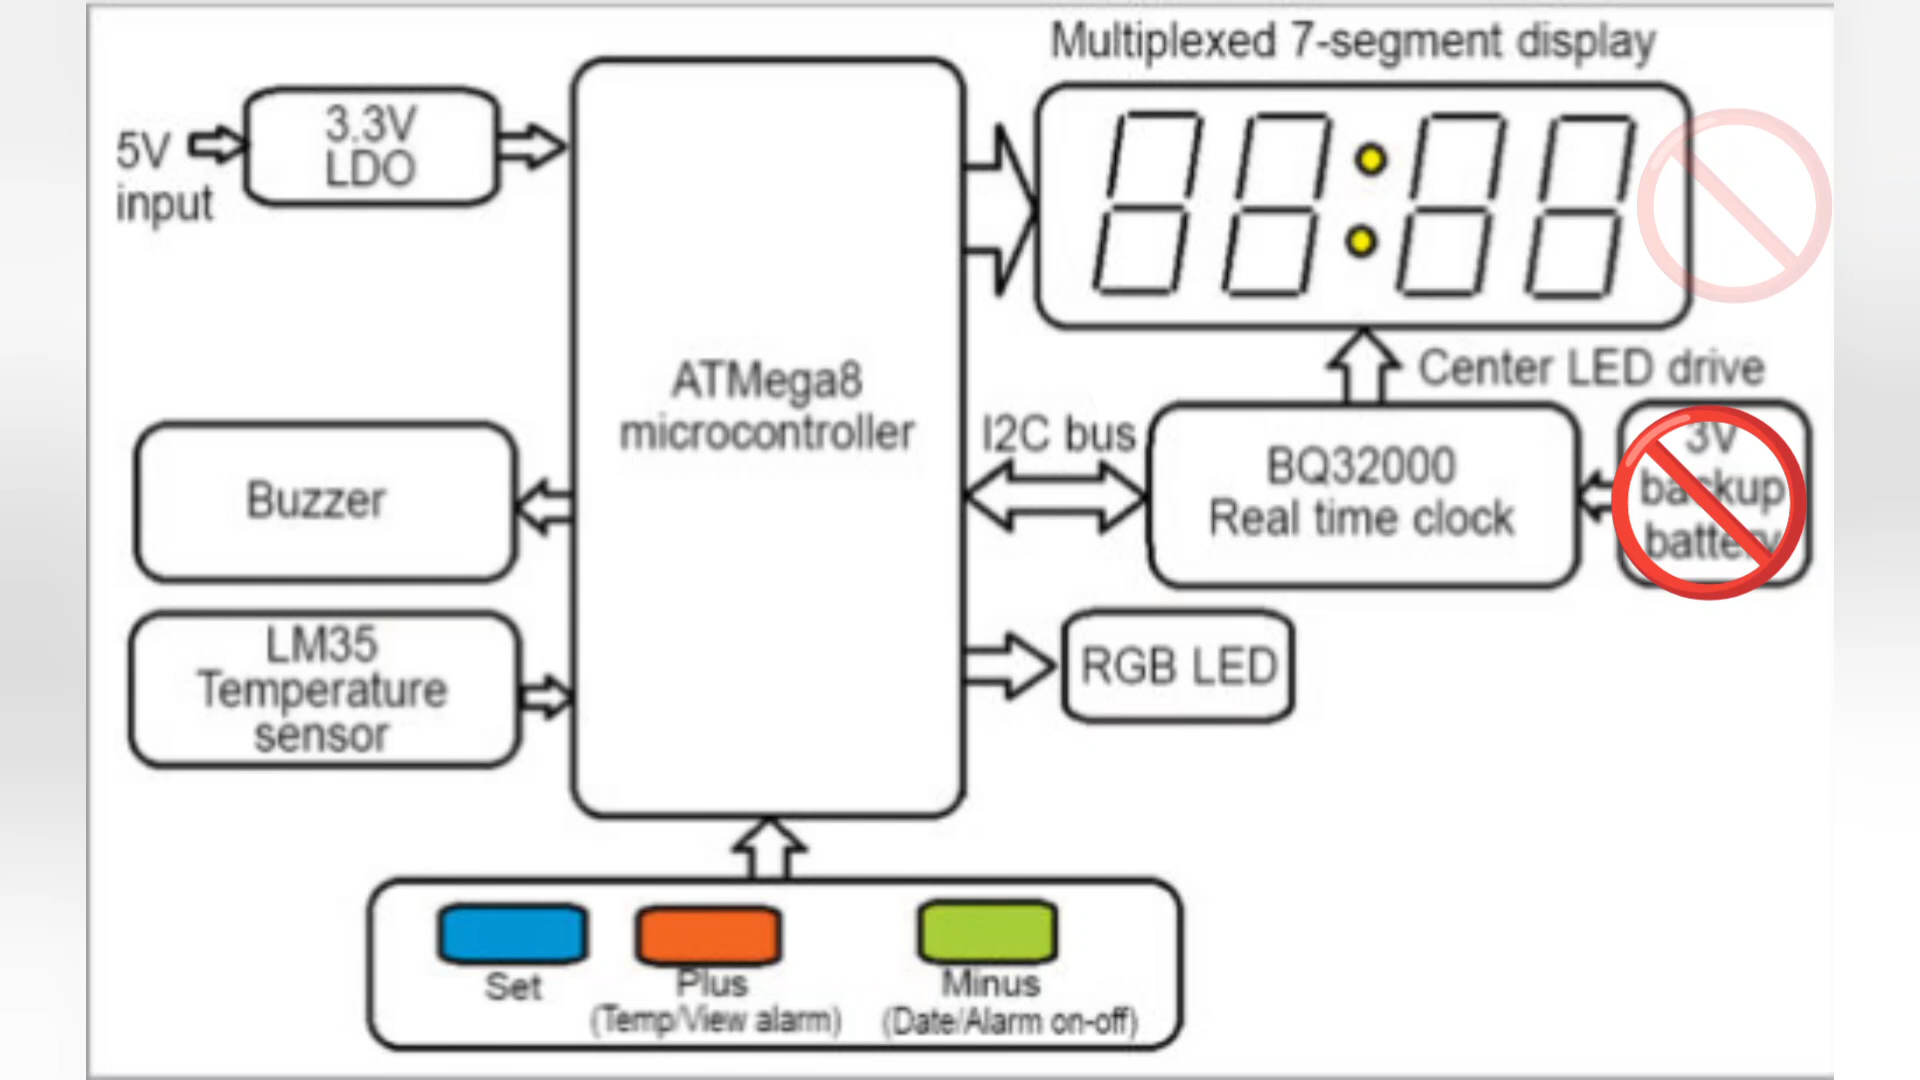 Multiplexed 7-segment display
5V
input
3.3V
LDO
ATMega8
microcontroller
Center LED drive
I2C bus
BQ32000
Real time clock
3V
backup
battery
Buzzer
LM35
Temperature
sensor
RGB LED
Set
Plus
(Temp/View alarm)
Minus
(Date/Alarm on-off)